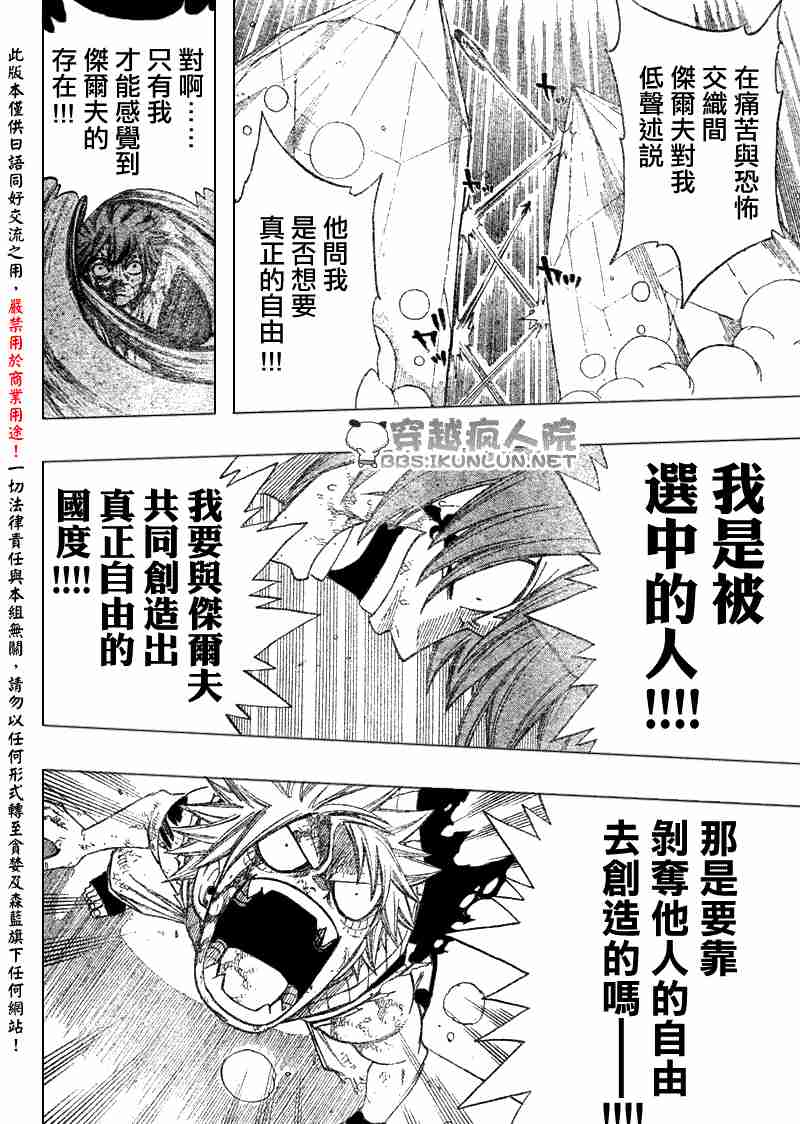 在痛苦與恐怖
交織間
傑爾夫對我
低聲述說
他問我
是否想要
真正的自由!!!
對啊……
只有我
才能感覺到
傑爾夫的
存在!!!
我是被
選中的人!!!!
我要與傑爾夫
共同創造出
真正自由的
國度!!!!
那是要靠
剝奪他人的自由
去創造的嗎——!!!!
穿越疯人院
BBS:IKUNLUN.NET
此版本僅供日語同好交流之用，嚴禁用於商業用途！一切法律責任與本組無關，請勿以任何形式轉至貪婪及森藍旗下任何網站！